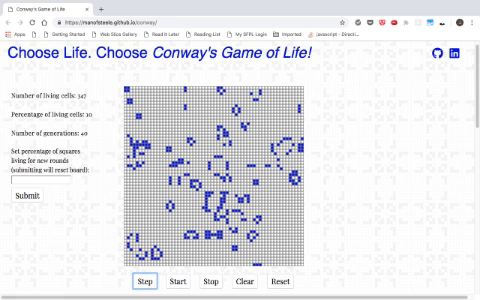 Conway's Game of Life
https://manofsteele.github.io/conway/
Apps
Getting Started
Web Slice Gallery
Read It Later
Reading List
My SFPL Login
Imported
Javascript - Directi...
Choose Life. Choose Conway's Game of Life!
Number of living cells: 347
Percentage of living cells: 10
Number of generations: 40
Set percentage of squares
living for new rounds
(submitting will reset board):
Submit
Step Start Stop Clear Reset